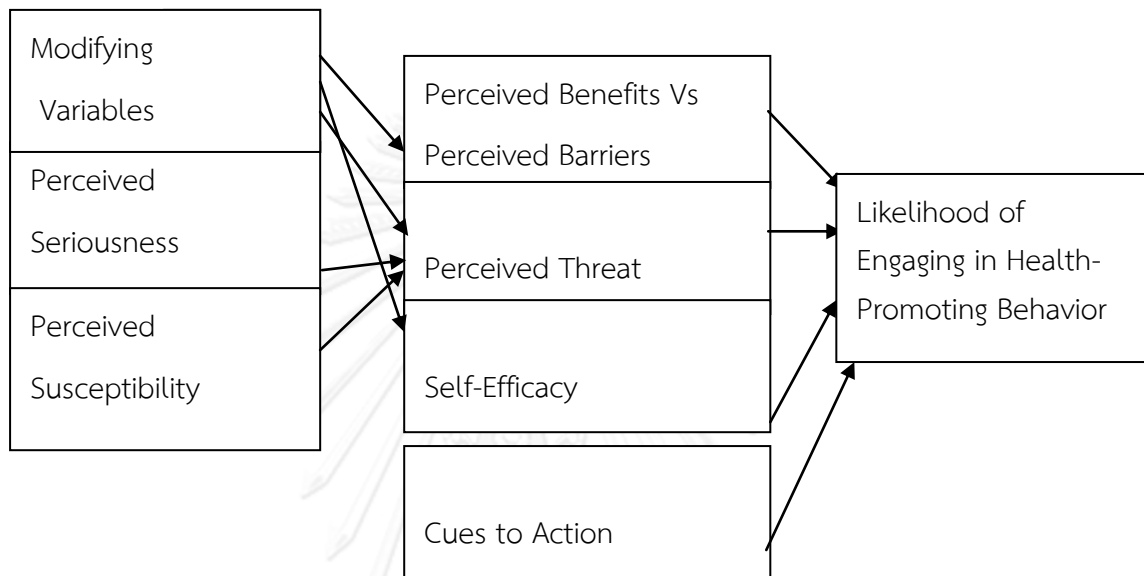 Modifying
Variables
Perceived
Seriousness
Perceived
Susceptibility
Perceived Benefits Vs
Perceived Barriers
Perceived Threat
Self-Efficacy
Cues to Action
Likelihood of
Engaging in Health-
Promoting Behavior